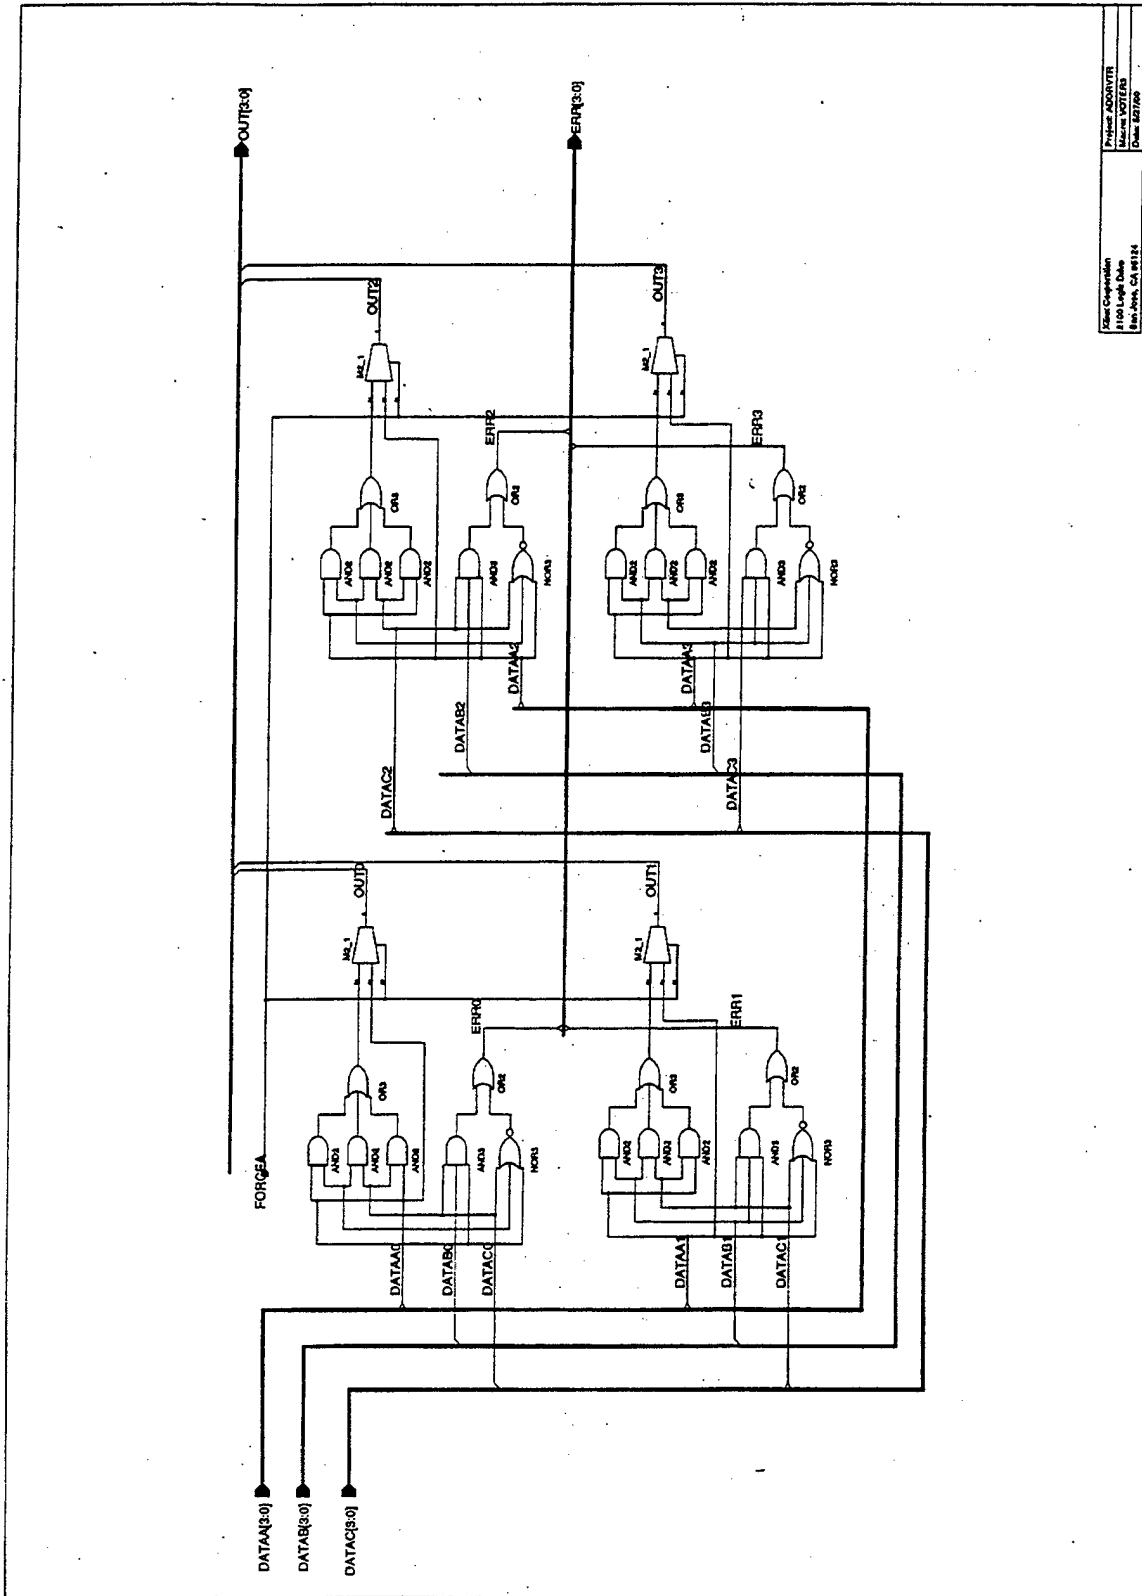 OUT[3:0]
ERR[3:0]
FORCEA
DATAA[3:0]
DATAB[3:0]
DATAC[3:0]
OUT0
M2_1
OR3
AND2
AND2
AND2
DATAA0
ERR0
OR2
AND3
NOR3
DATAB0
DATAC0
OUT1
M2_1
OR3
AND2
AND2
AND2
DATAA1
ERR1
OR2
AND3
NOR3
DATAB1
DATAC1
OUT2
M2_1
OR3
AND2
AND2
AND2
DATAC2
ERR2
OR2
AND3
NOR3
DATAB2
DATAA2
OUT3
M2_1
OR3
AND2
AND2
AND2
DATAA3
ERR3
OR2
AND3
NOR3
DATAB3
DATAC3
Xilinx Corporation
2100 Logic Drive
San Jose, CA 95124
Project: ADDRVTR
Macro: VOTER3